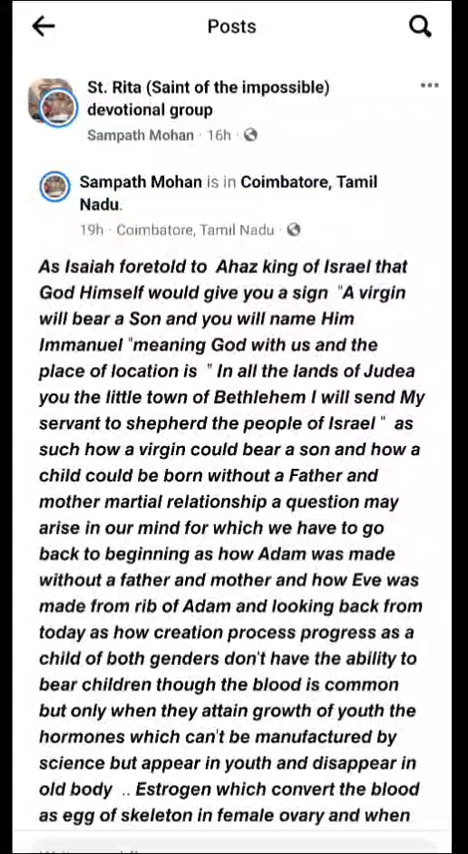 Posts
St. Rita (Saint of the impossible)
devotional group
Sampath Mohan · 16h ·
Sampath Mohan is in Coimbatore, Tamil
Nadu.
19h · Coimbatore, Tamil Nadu ·
As Isaiah foretold to Ahaz king of Israel that
God Himself would give you a sign "A virgin
will bear a Son and you will name Him
Immanuel "meaning God with us and the
place of location is " In all the lands of Judea
you the little town of Bethlehem I will send My
servant to shepherd the people of Israel " as
such how a virgin could bear a son and how a
child could be born without a Father and
mother martial relationship a question may
arise in our mind for which we have to go
back to beginning as how Adam was made
without a father and mother and how Eve was
made from rib of Adam and looking back from
today as how creation process progress as a
child of both genders don't have the ability to
bear children though the blood is common
but only when they attain growth of youth the
hormones which can't be manufactured by
science but appear in youth and disappear in
old body .. Estrogen which convert the blood
as egg of skeleton in female ovary and when